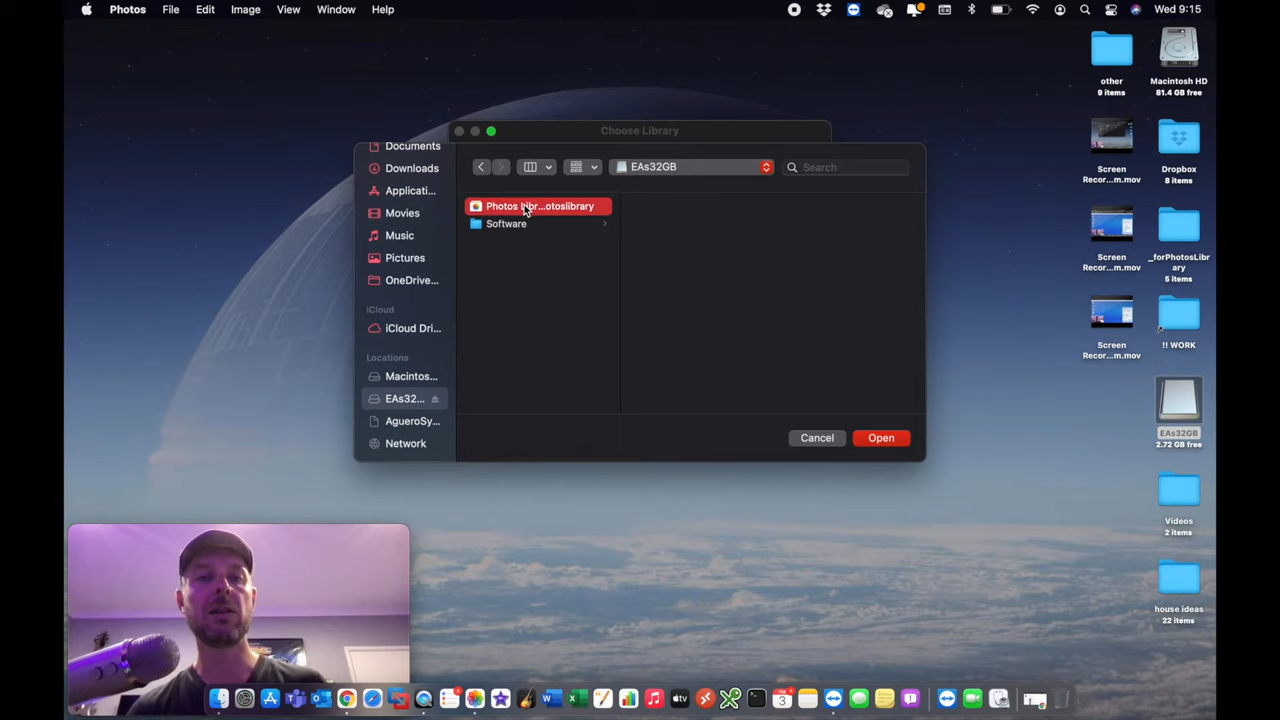 Photos File Edit Image View Window Help
Wed 9:15
other
9 items
Macintosh HD
81.4 GB free
Choose Library
Documents
Downloads
Applicati...
Movies
Music
Pictures
OneDrive...
iCloud
iCloud Dri...
Locations
Macintos...
EAs32...
AgueroSy...
Network
EAs32GB
Search
Photos Libr...otoslibrary
Software
Cancel
Open
Screen
Recor...m.mov
Dropbox
8 items
Screen
Recor...m.mov
_forPhotosLibr
ary
5 items
Screen
Recor...m.mov
!! WORK
EAs32GB
2.72 GB free
Videos
2 items
house ideas
22 items